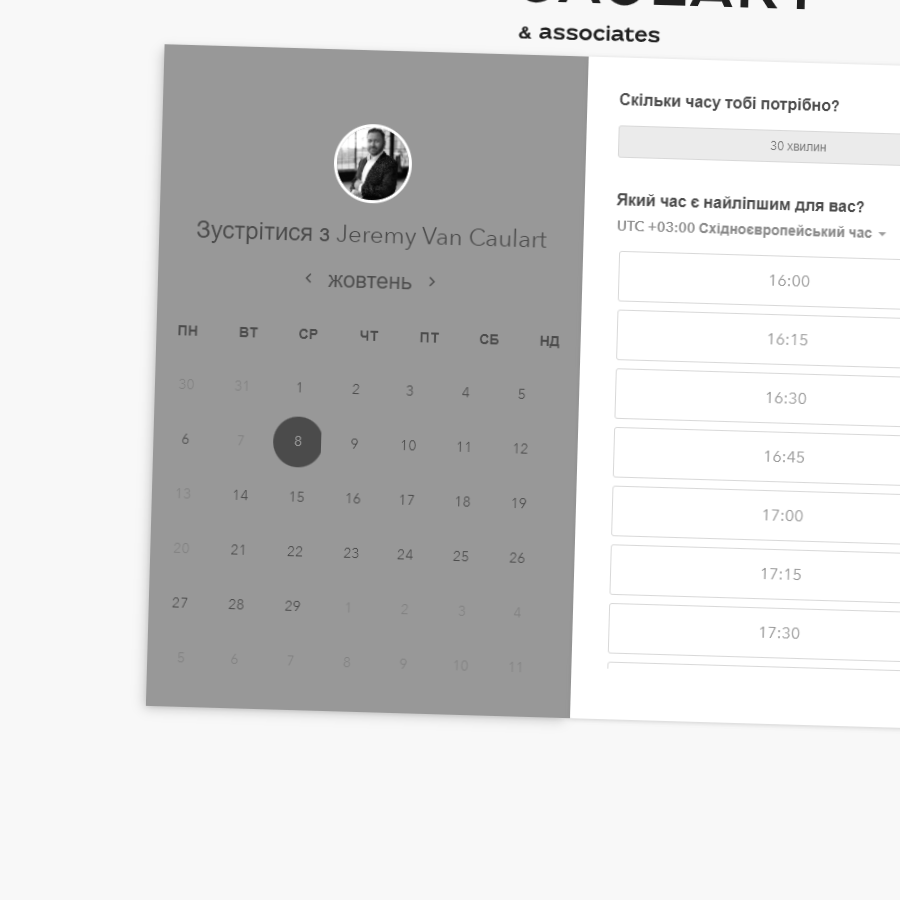 & associates
Зустрітися з Jeremy Van Caulart
жовтень
ПН ВТ СР ЧТ ПТ СБ НД
30 31 1 2 3 4 5
6 7 8 9 10 11 12
13 14 15 16 17 18 19
20 21 22 23 24 25 26
27 28 29 1 2 3 4
5 6 7 8 9 10 11
Скільки часу тобі потрібно?
30 хвилин
Який час є найліпшим для вас?
UTC +03:00 Східноєвропейський час
16:00
16:15
16:30
16:45
17:00
17:15
17:30